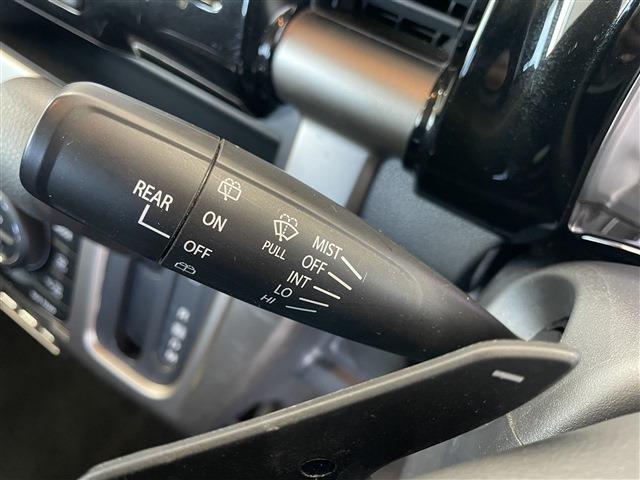 REAR
ON
OFF
PULL
MIST
OFF
INT
LO
HI